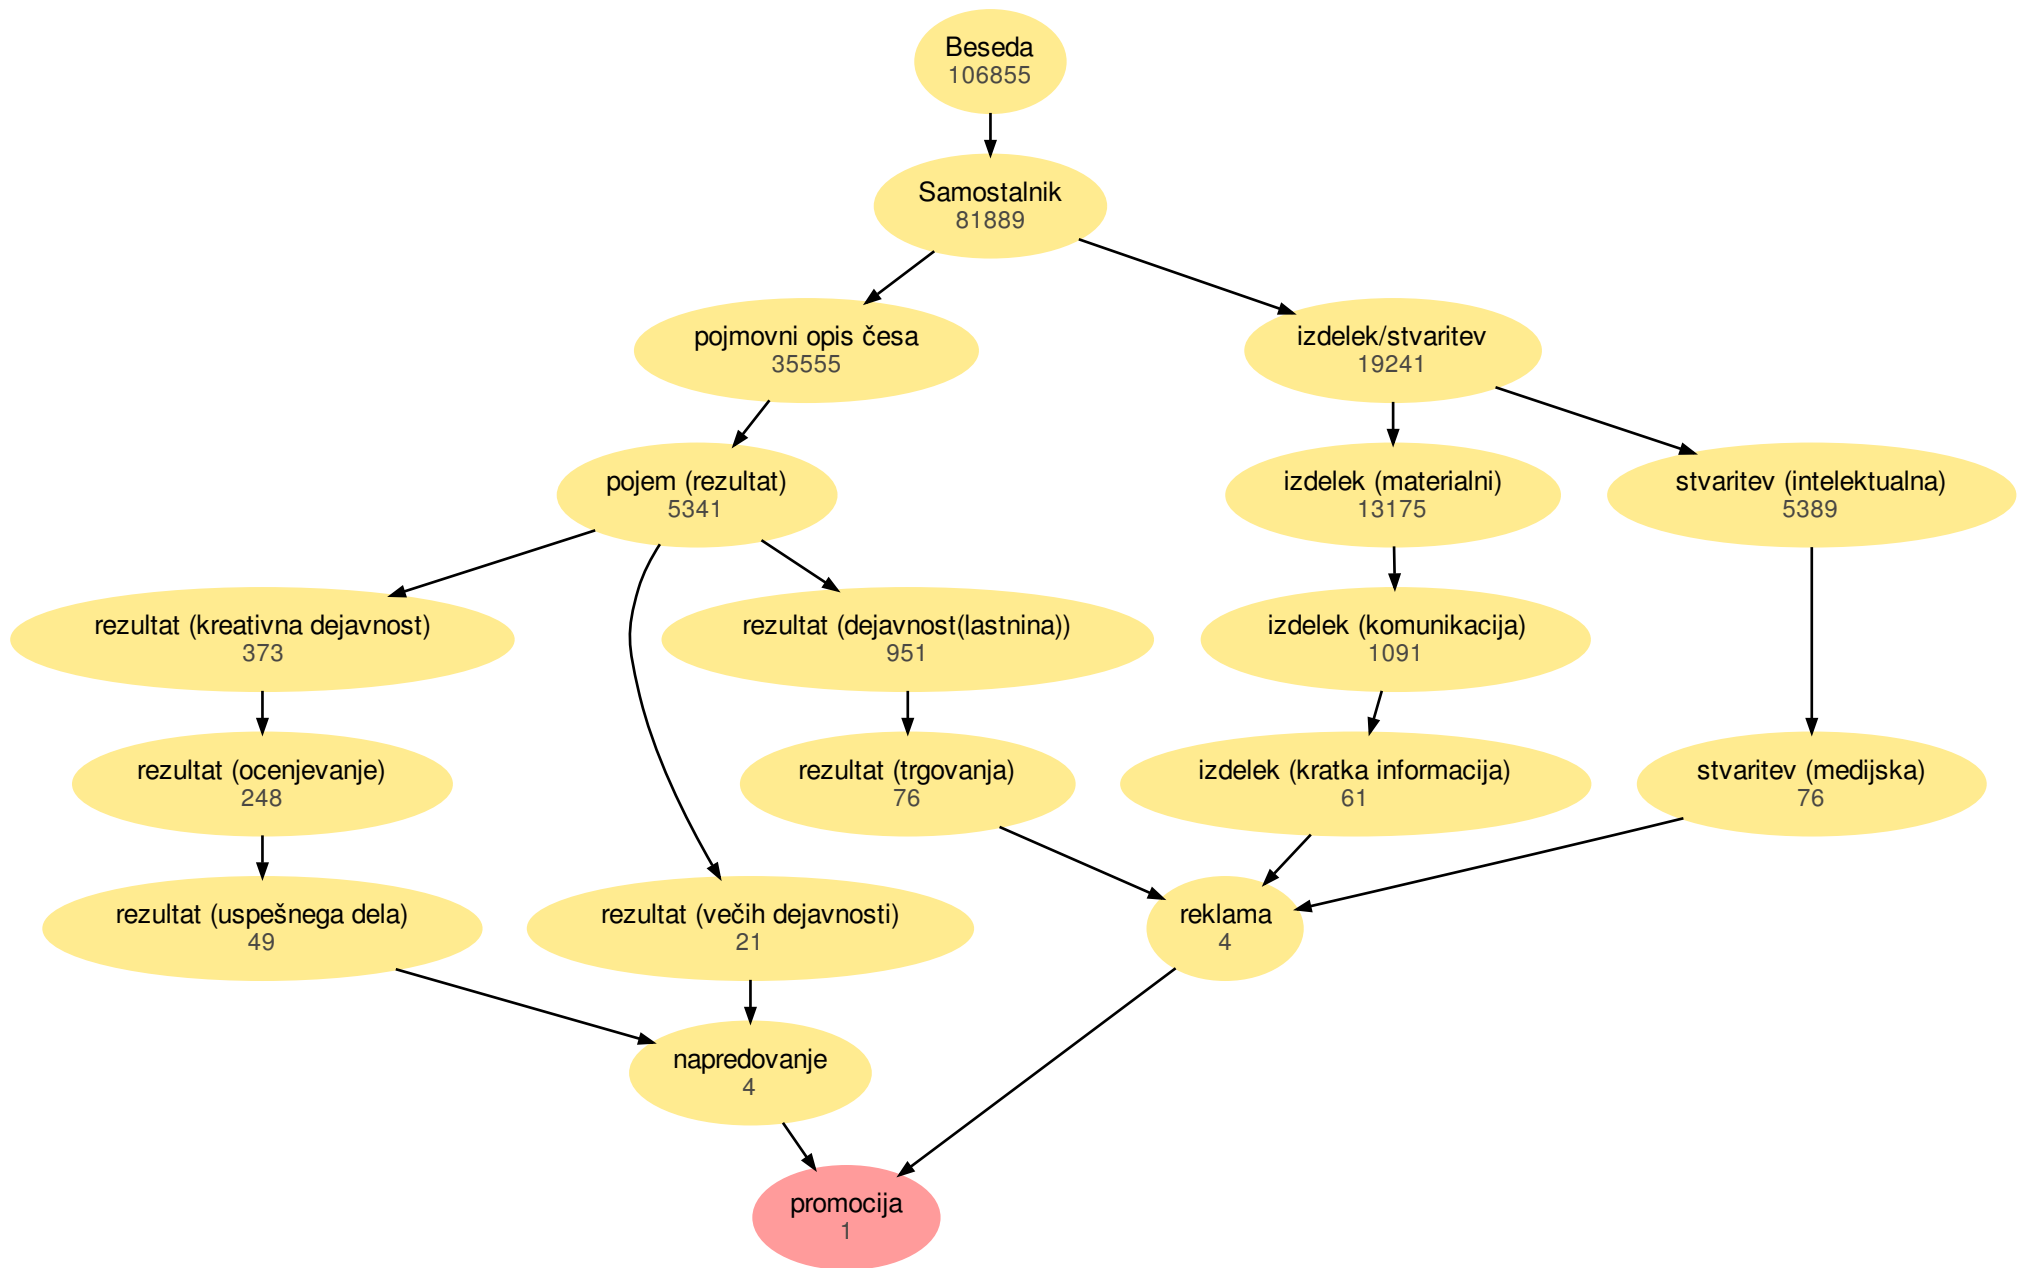 Beseda
106855
Samostalnik
81889
pojmovni opis česa
35555
izdelek/stvaritev
19241
pojem (rezultat)
5341
izdelek (materialni)
13175
stvaritev (intelektualna)
5389
rezultat (kreativna dejavnost)
373
rezultat (dejavnost(lastnina))
951
izdelek (komunikacija)
1091
rezultat (ocenjevanje)
248
rezultat (trgovanja)
76
izdelek (kratka informacija)
61
stvaritev (medijska)
76
rezultat (uspešnega dela)
49
rezultat (večih dejavnosti)
21
reklama
4
napredovanje
4
promocija
1